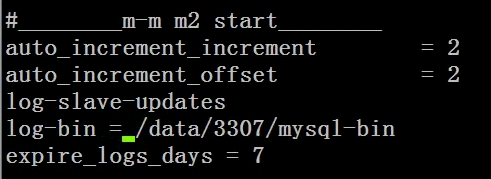 #________m-m m2 start________
auto_increment_increment = 2
auto_increment_offset = 2
log-slave-updates
log-bin = /data/3307/mysql-bin
expire_logs_days = 7